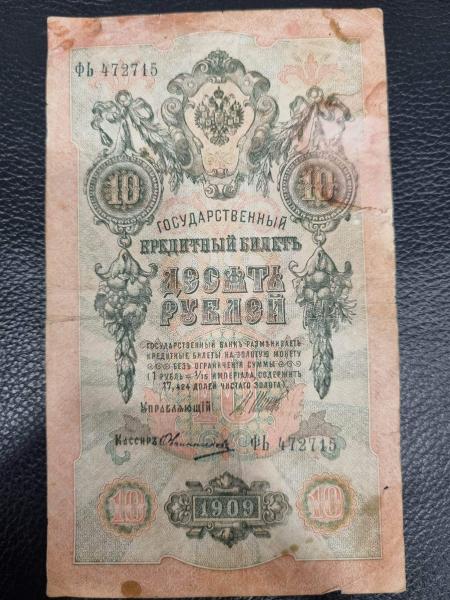 ФЬ 472715
10 10
ГОСУДАРСТВЕННЫЙ
КРЕДИТНЫЙ БИЛЕТЪ
ДЕСЯТЬ
РУБЛЕЙ
ГОСУДАРСТВЕННЫЙ БАНКЪ РАЗМѢНИВАЕТЪ
КРЕДИТНЫЕ БИЛЕТЫ НА ЗОЛОТУЮ МОНЕТУ
БЕЗЪ ОГРАНИЧЕНІЯ СУММЫ
(1 РУБЛЬ = 1/15 ИМПЕРІАЛА, СОДЕРЖИТЪ
17,424 ДОЛЕЙ ЧИСТАГО ЗОЛОТА).
УПРАВЛЯЮЩІЙ
КАССИРЪ ФЬ 472715
10 1909 10